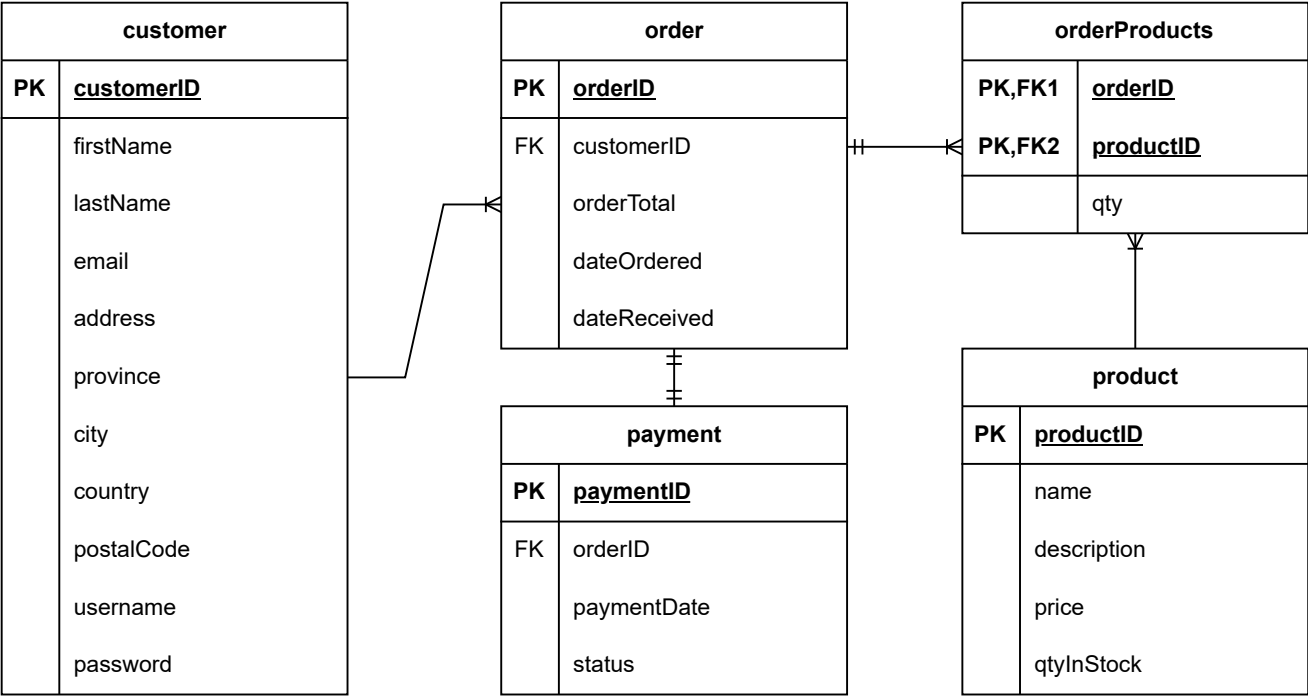 customer
PK customerID
firstName
lastName
email
address
province
city
country
postalCode
username
password
order
PK orderID
FK customerID
orderTotal
dateOrdered
dateReceived
payment
PK paymentID
FK orderID
paymentDate
status
orderProducts
PK,FK1 orderID
PK,FK2 productID
qty
product
PK productID
name
description
price
qtyInStock